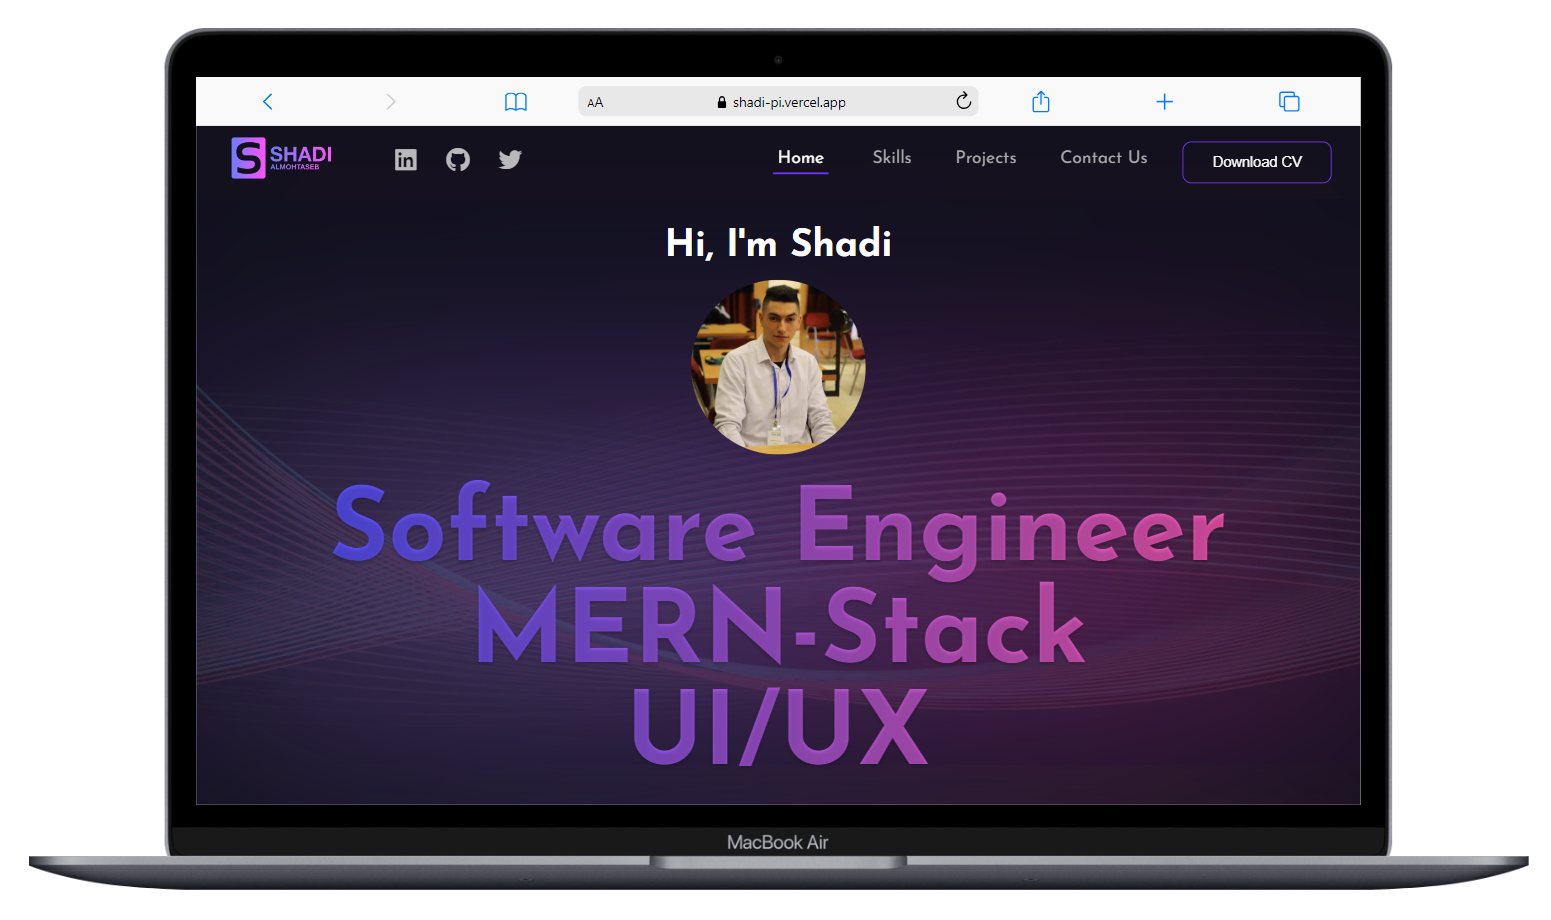 AA shadi-pi.vercel.app
SHADI
ALMOHTASEB
in
Home Skills Projects Contact Us Download CV
Hi, I'm Shadi
Software Engineer
MERN-Stack
UI/UX
MacBook Air